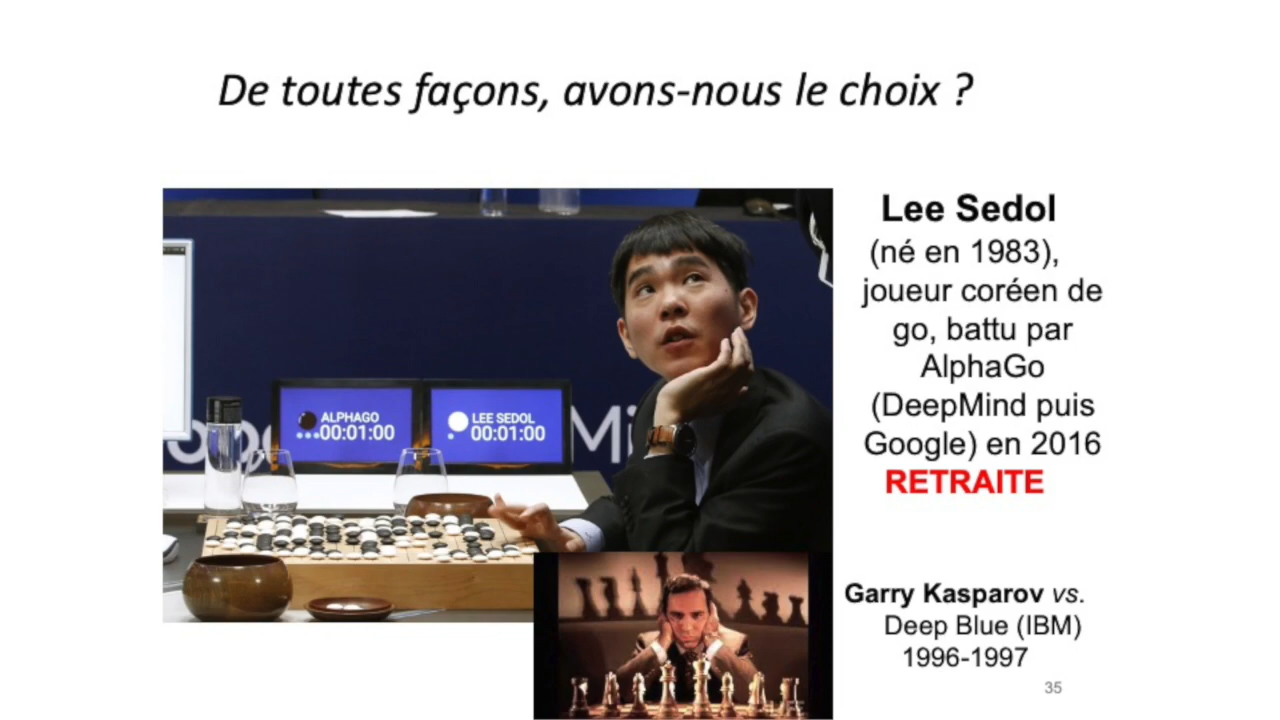 De toutes façons, avons-nous le choix ?
Lee Sedol
(né en 1983),
joueur coréen de
go, battu par
AlphaGo
(DeepMind puis
Google) en 2016
RETRAITE
ALPHAGO
00:01:00
LEE SEDOL
00:01:00
Garry Kasparov vs.
Deep Blue (IBM)
1996-1997
35